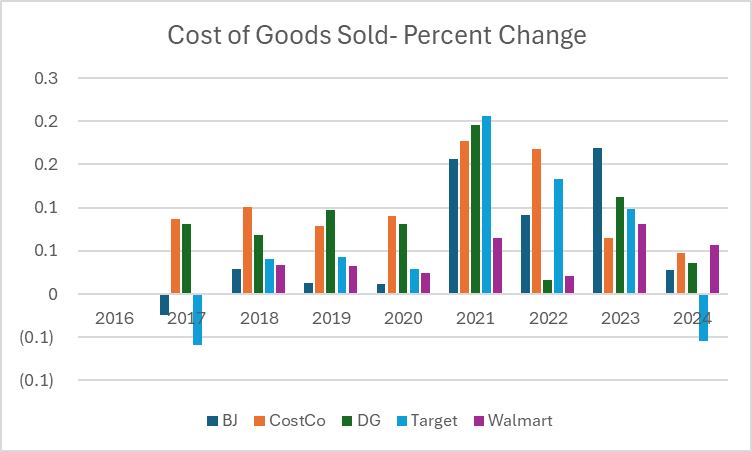 Cost of Goods Sold- Percent Change
0.3
0.2
0.2
0.1
0.1
0
(0.1)
(0.1)
2016 2017 2018 2019 2020 2021 2022 2023 2024
BJ CostCo DG Target Walmart